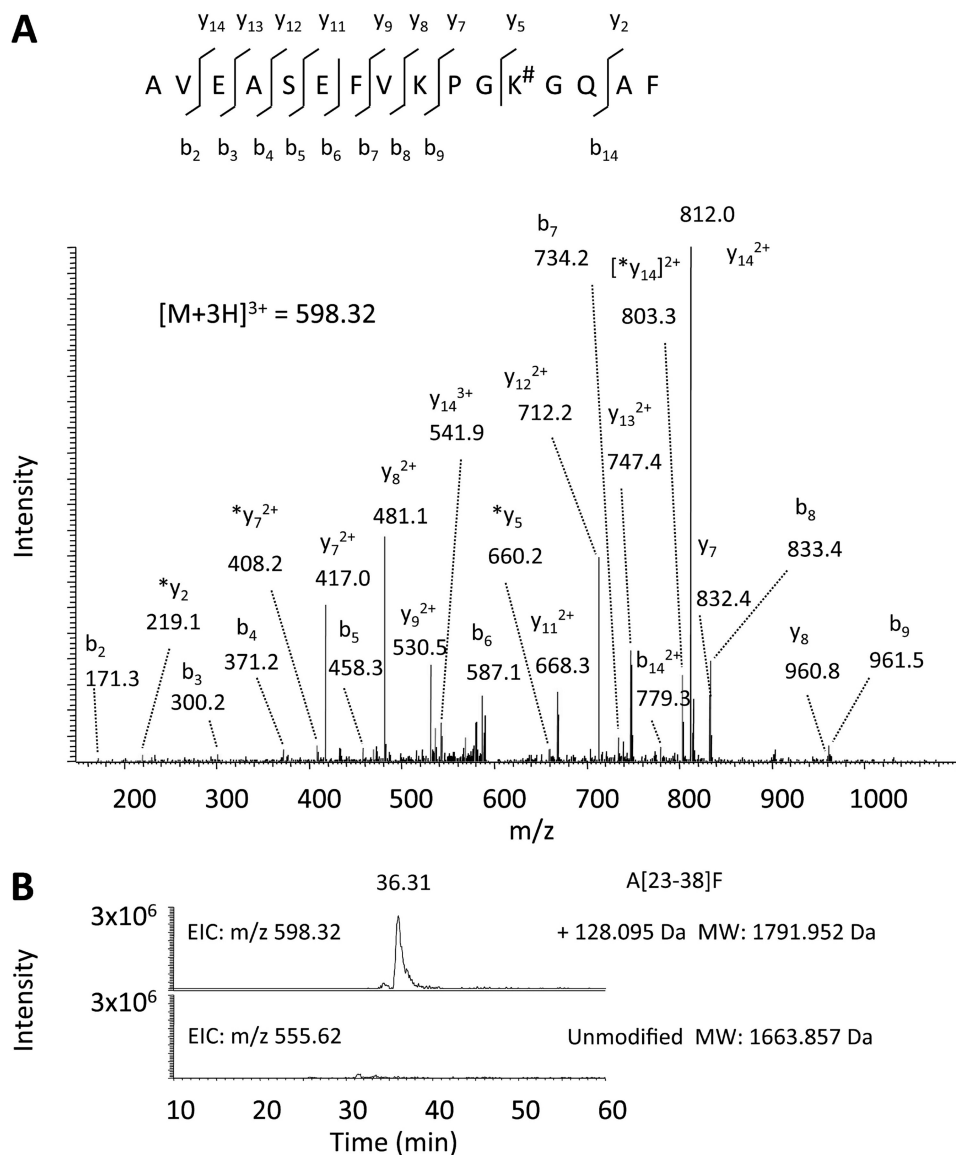 A
y14 y13 y12 y11 y9 y8 y7 y5 y2
A V E A S E F V K P G K# G Q A F
b2 b3 b4 b5 b6 b7 b8 b9 b14
812.0
b7
734.2
[*y14]2+
y14 2+
[M+3H]3+ = 598.32
803.3
y12 2+
712.2
y14 3+
541.9
y13 2+
747.4
y8 2+
481.1
*y7 2+
408.2
*y5
660.2
b8
833.4
y7 2+
417.0
y7
832.4
*y2
219.1
b4
371.2
b5
458.3
y9 2+
530.5
b6
587.1
y11 2+
668.3
b14 2+
779.3
y8
960.8
b9
961.5
b2
171.3
b3
300.2
Intensity
200 300 400 500 600 700 800 900 1000
m/z
B
36.31 A[23-38]F
3x106
EIC: m/z 598.32 + 128.095 Da MW: 1791.952 Da
3x106
EIC: m/z 555.62 Unmodified MW: 1663.857 Da
Intensity
10 20 30 40 50 60
Time (min)